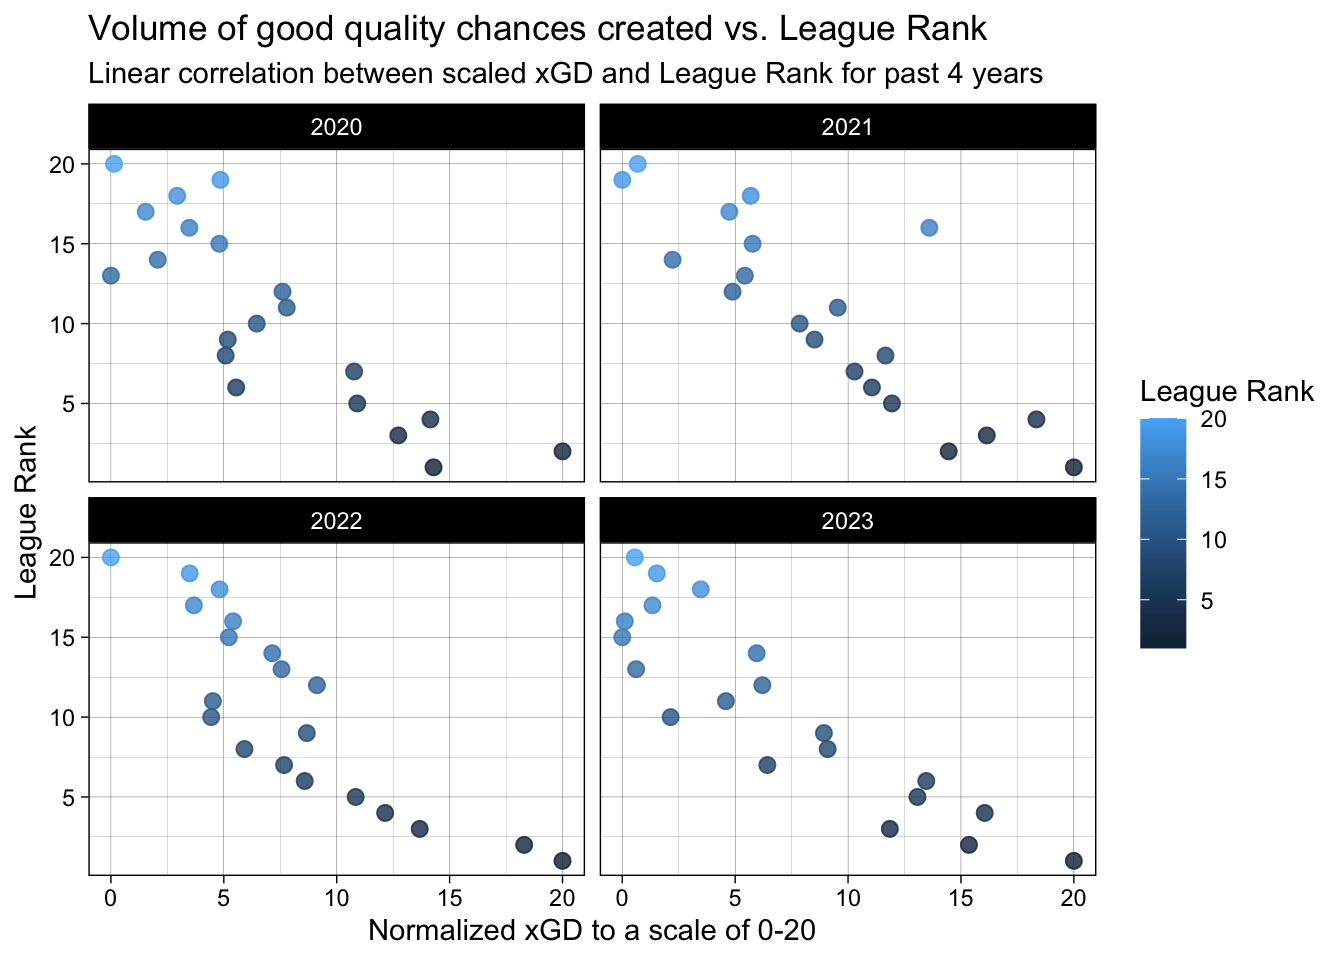 Volume of good quality chances created vs. League Rank
Linear correlation between scaled xGD and League Rank for past 4 years
2020
2021
20
15
10
5
2022
2023
20
15
10
5
0 5 10 15 20
0 5 10 15 20
League Rank
Normalized xGD to a scale of 0-20
League Rank
20
15
10
5